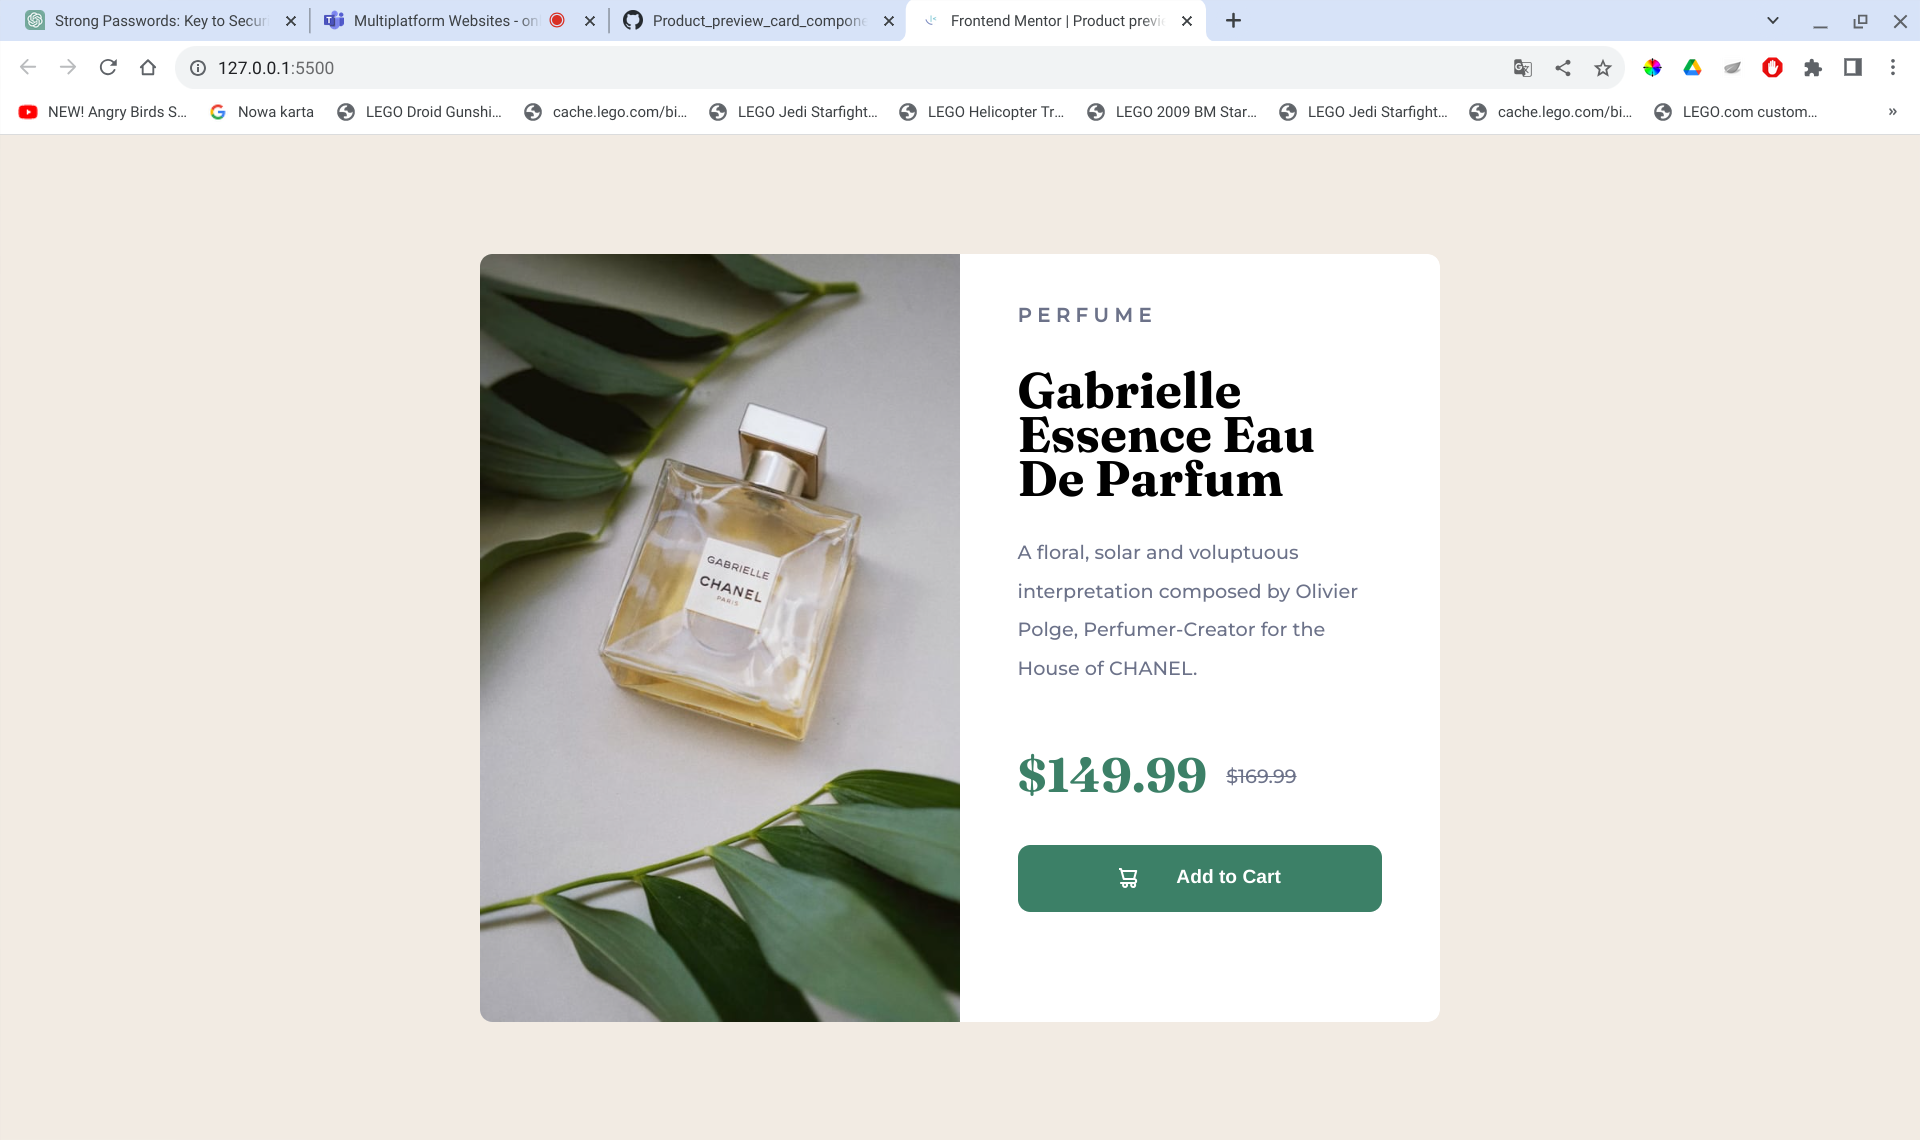 Strong Passwords: Key to Secur
Multiplatform Websites - on
Product_preview_card_compone
Frontend Mentor | Product previe
127.0.0.1:5500
NEW! Angry Birds S...
Nowa karta
LEGO Droid Gunshi...
cache.lego.com/bi...
LEGO Jedi Starfight...
LEGO Helicopter Tr...
LEGO 2009 BM Star...
LEGO Jedi Starfight...
cache.lego.com/bi...
LEGO.com custom...
»
GABRIELLE
CHANEL
PARIS
PERFUME
Gabrielle
Essence Eau
De Parfum
A floral, solar and voluptuous
interpretation composed by Olivier
Polge, Perfumer-Creator for the
House of CHANEL.
$149.99 $169.99
Add to Cart